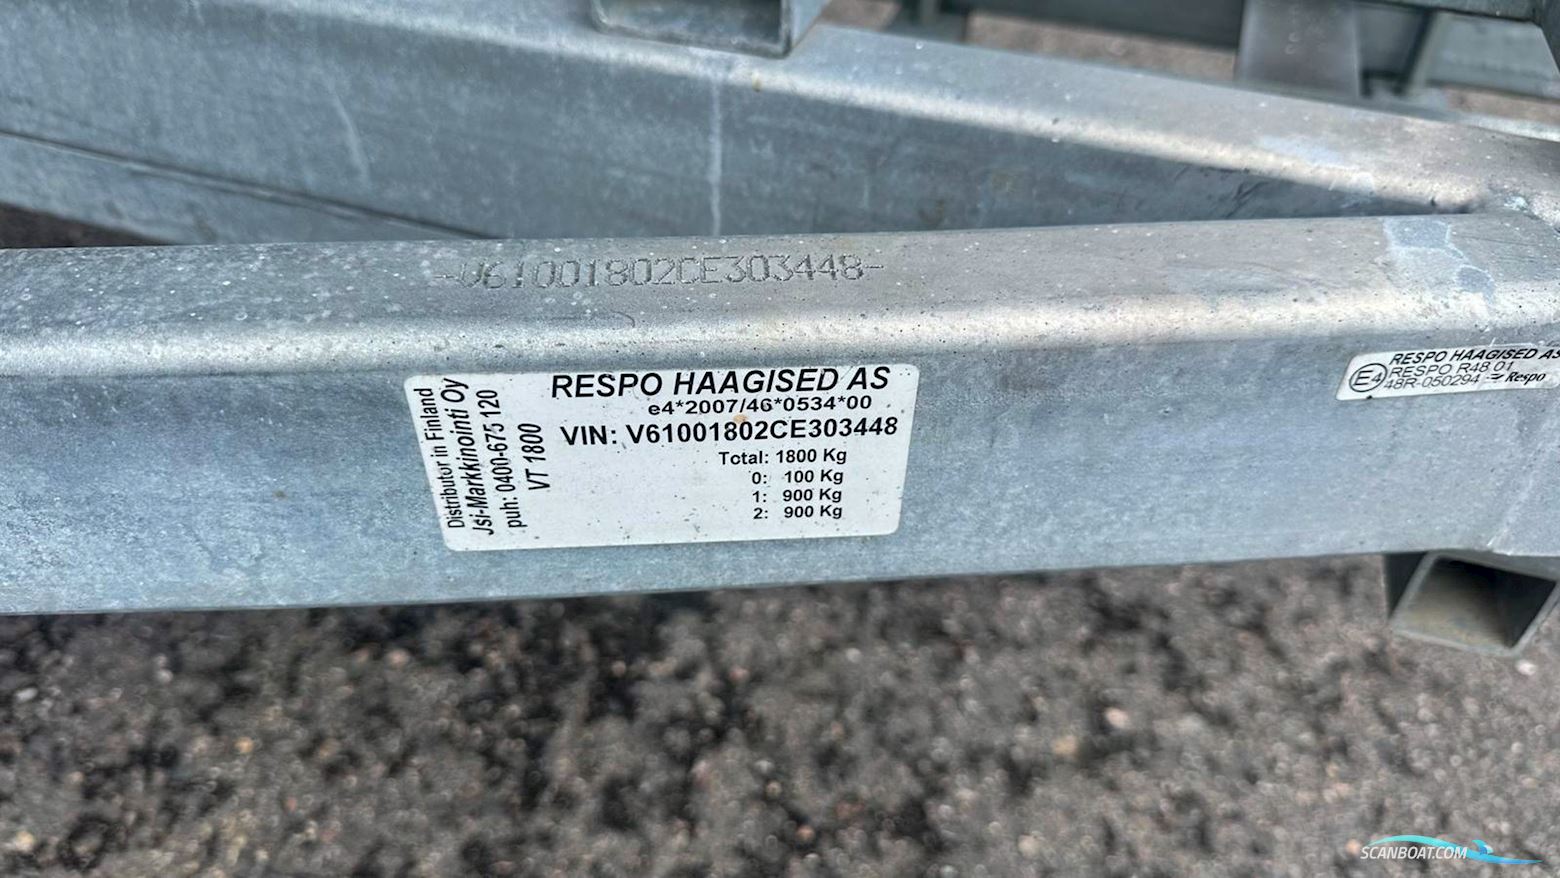 -V61001802CE303448-
RESPO HAAGISED AS
e4*2007/46*0534*00
VIN: V61001802CE303448
Total: 1800 Kg
0: 100 Kg
1: 900 Kg
2: 900 Kg
Distributor in Finland
Jsi-Markkinointi Oy
puh: 0400-675 120
VT 1800
RESPO HAAGISED AS
E4 RESPO R48 01
48R-050294 Respo
SCANBOAT.COM